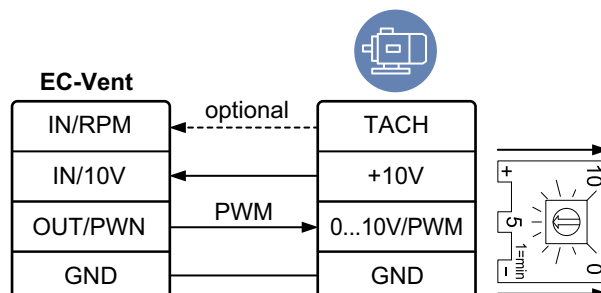 EC-Vent
optional
IN/RPM
TACH
IN/10V
+10V
OUT/PWN
PWM
0...10V/PWM
GND
GND
+
10
5
1=min
-
0